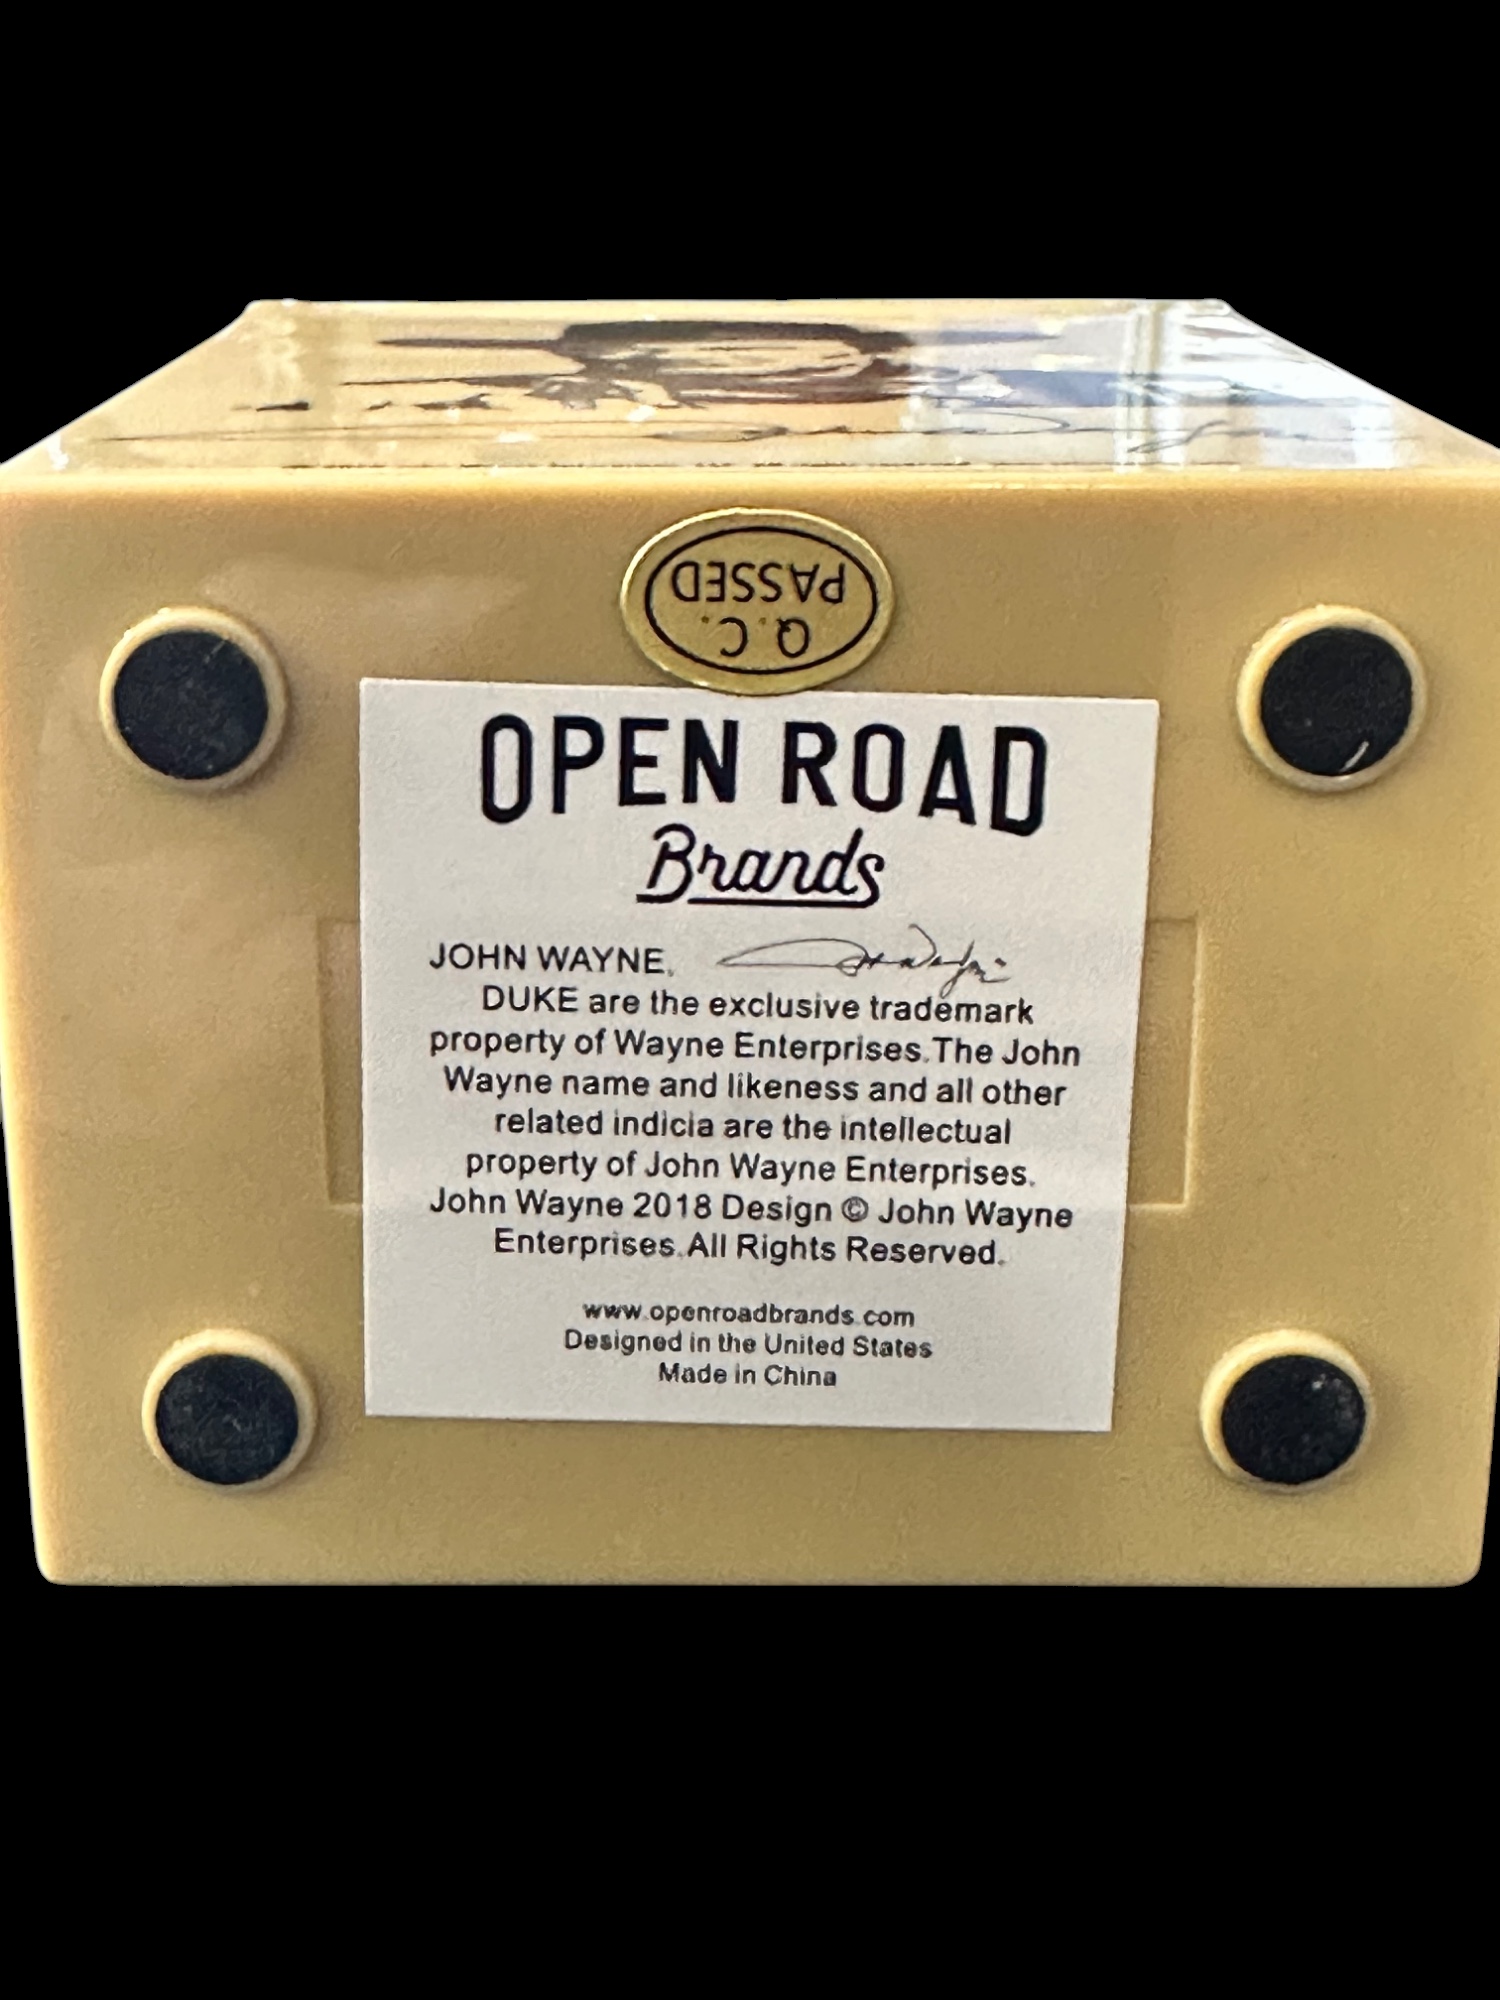 Q.C.
PASSED
OPEN ROAD
Brands
JOHN WAYNE, John Wayne
DUKE are the exclusive trademark
property of Wayne Enterprises.The John
Wayne name and likeness and all other
related indicia are the intellectual
property of John Wayne Enterprises.
John Wayne 2018 Design © John Wayne
Enterprises.All Rights Reserved.
www.openroadbrands.com
Designed in the United States
Made in China